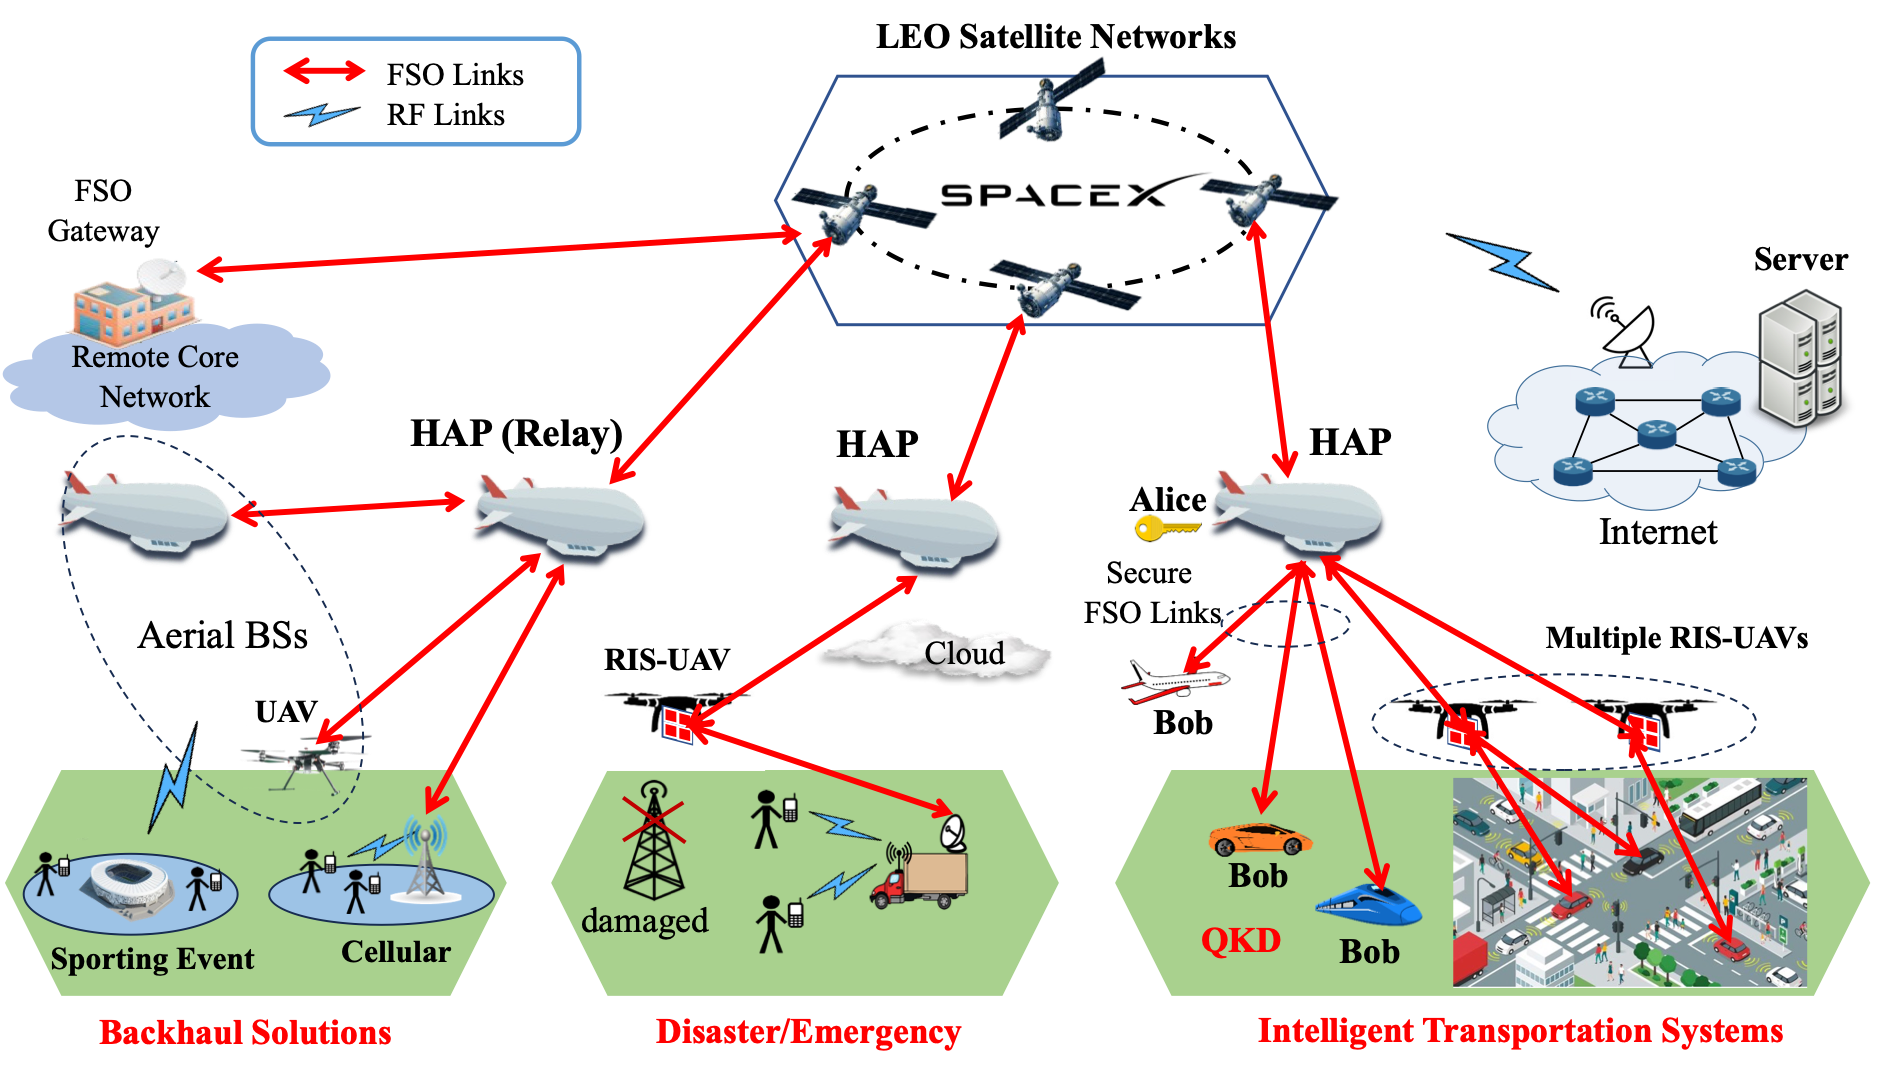 LEO Satellite Networks
FSO Links
RF Links
SPACEX
FSO
Gateway
Server
Remote Core
Network
HAP (Relay)
HAP
HAP
Alice
Internet
Secure
FSO Links
Aerial BSs
Cloud
RIS-UAV
Multiple RIS-UAVs
UAV
Bob
damaged
Bob
Bob
QKD
Sporting Event
Cellular
Backhaul Solutions
Disaster/Emergency
Intelligent Transportation Systems